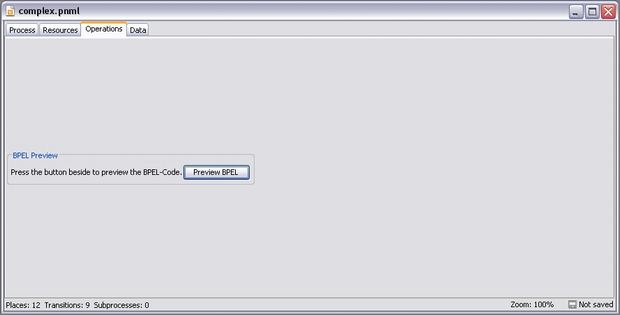 complex.pnml
Process Resources Operations Data
BPEL Preview
Press the button beside to preview the BPEL-Code. Preview BPEL
Places: 12 Transitions: 9 Subprocesses: 0 Zoom: 100% Not saved